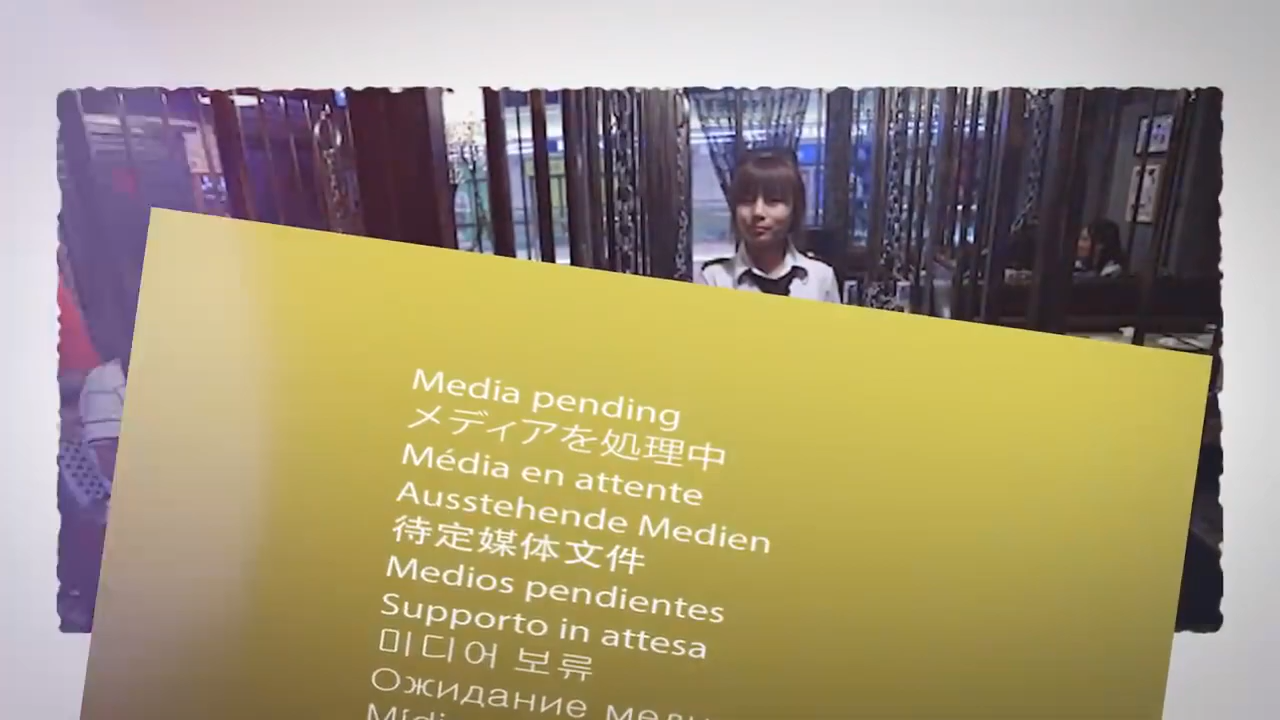 Media pending
メディアを処理中
Média en attente
Ausstehende Medien
待定媒体文件
Medios pendientes
Supporto in attesa
미디어 보류
Ожидание